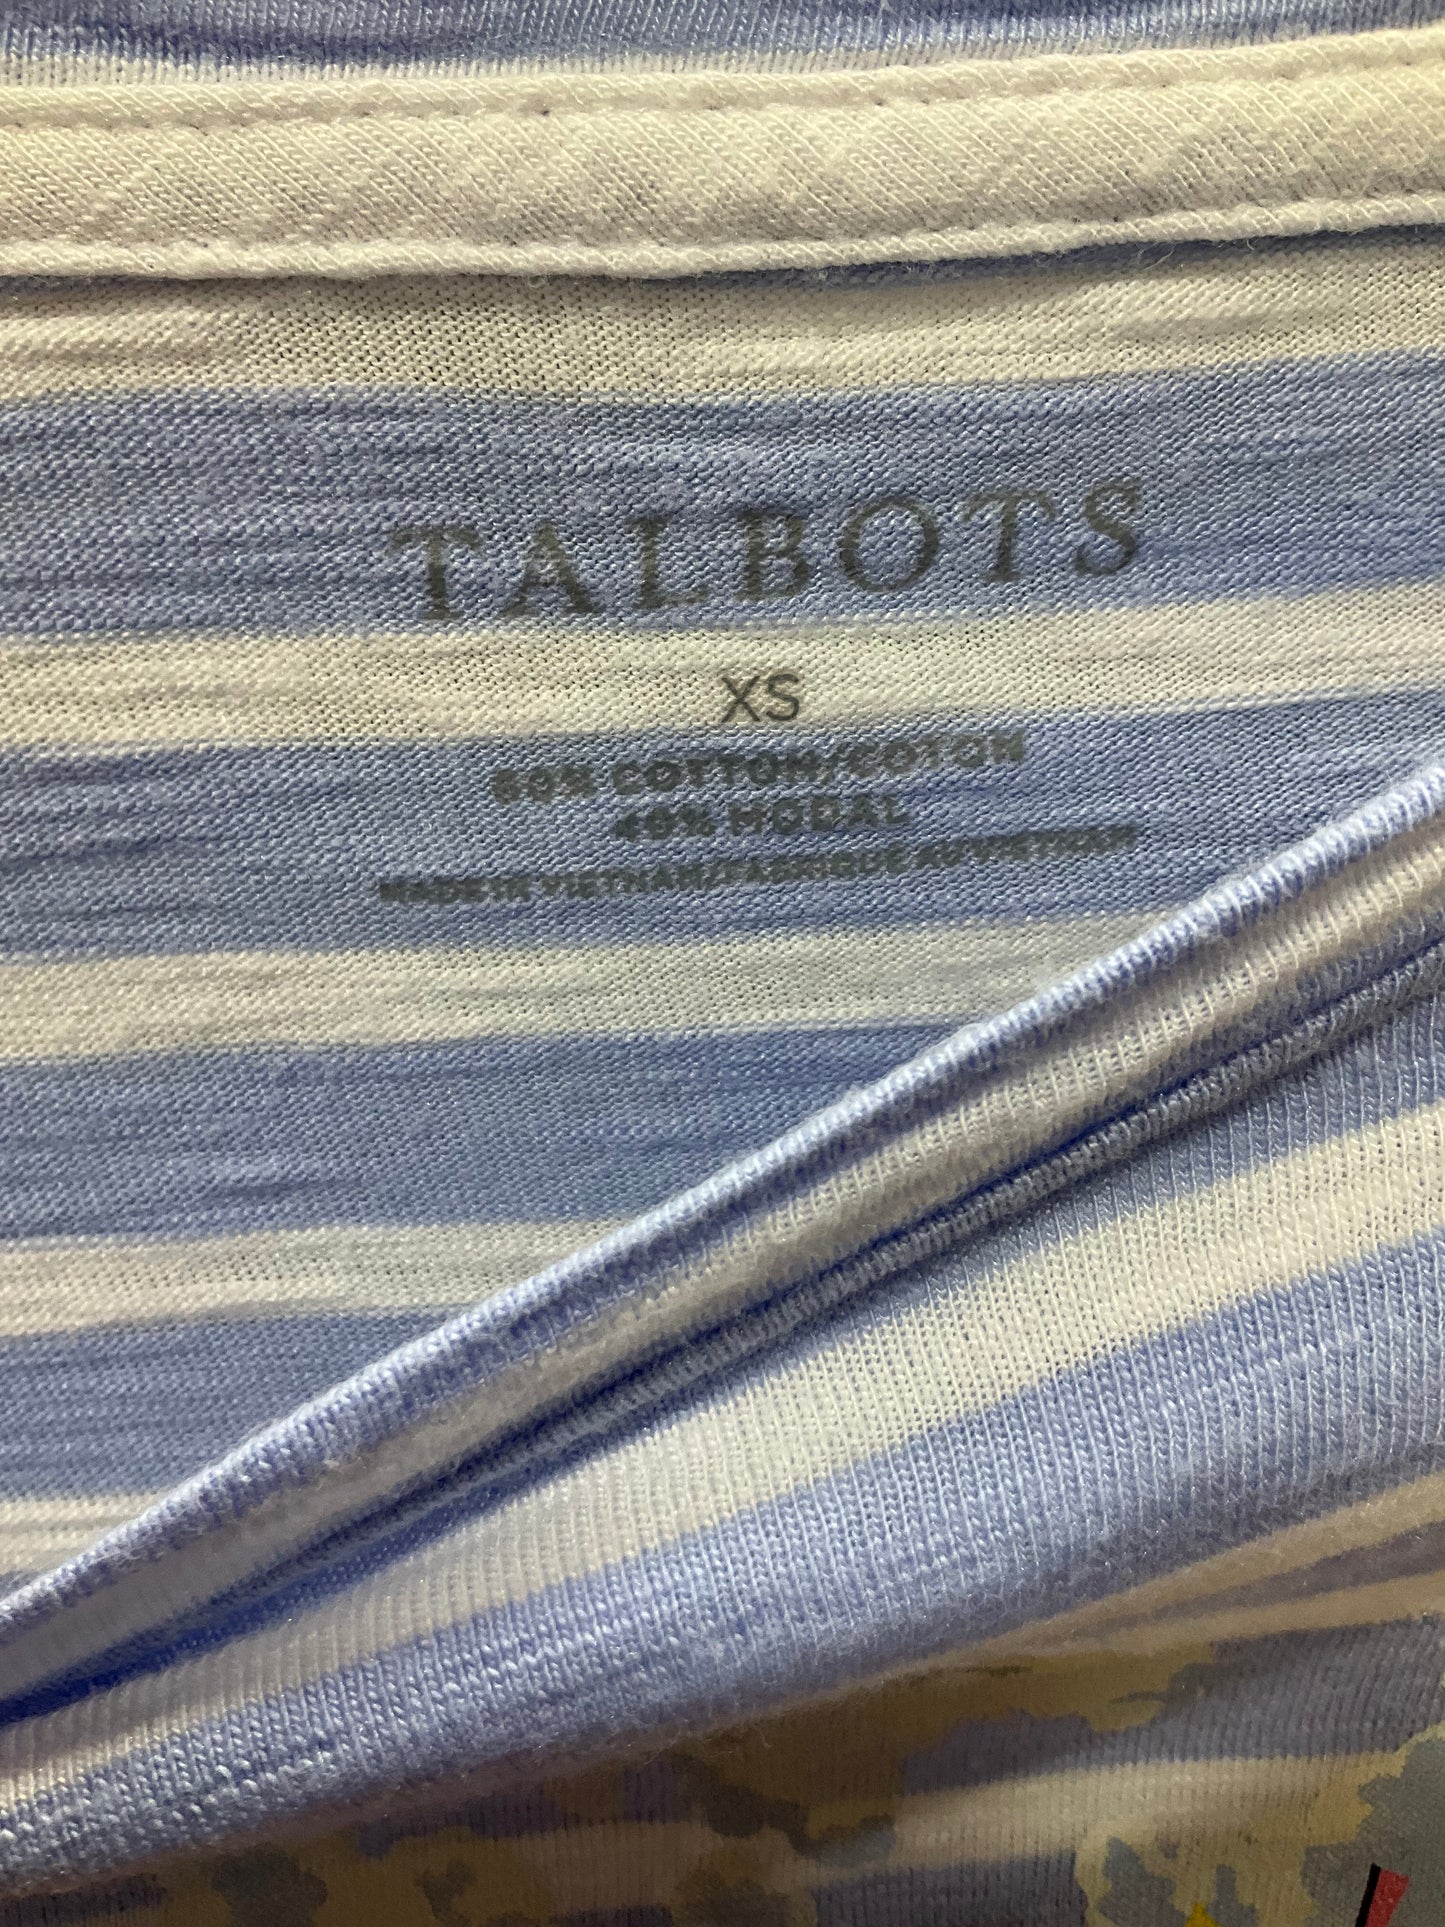 TALBOTS
XS
60% COTTON/COTON
40% MODAL
MADE IN VIETNAM/FABRIQUE AU VIETNAM